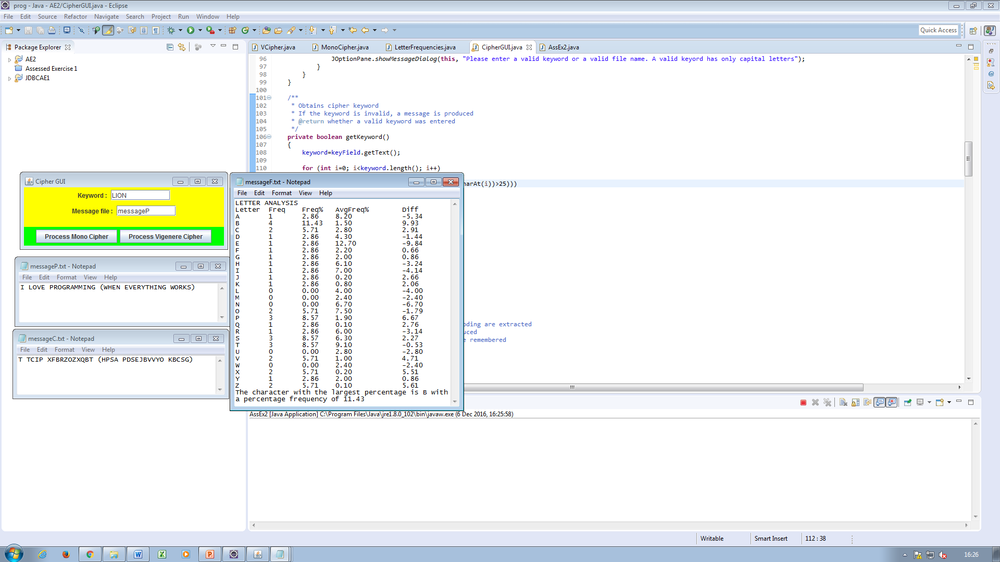 prog - Java - AE2/CipherGUI.java - Eclipse
File Edit Source Refactor Navigate Search Project Run Window Help
Quick Access
Package Explorer
AE2
Assessed Exercise 1
JDBCAE1
VCipher.java MonoCipher.java LetterFrequencies.java CipherGUI.java AssEx2.java
96 JOptionPane.showMessageDialog(this, "Please enter a valid keyword or a valid file name. A valid keyord has only capital letters");
97 }
98 }
99 }
100
101 /**
102 * Obtains cipher keyword
103 * If the keyword is invalid, a message is produced
104 * @return whether a valid keyword was entered
105 */
106 private boolean getKeyword()
107 {
108 keyword=keyField.getText();
109
110 for (int i=0; i<keyword.length(); i++)
harAt(i))>25)))
oding are extracted
uced
e remembered
Cipher GUI
Keyword : LION
Message file : messageP
Process Mono Cipher Process Vigenere Cipher
messageP.txt - Notepad
File Edit Format View Help
I LOVE PROGRAMMING (WHEN EVERYTHING WORKS)
messageC.txt - Notepad
File Edit Format View Help
T TCIP XFBRZOZXQBT (HPSA PDSEJBVVYO KBCSG)
messageF.txt - Notepad
File Edit Format View Help
LETTER ANALYSIS
Letter Freq Freq% AvgFreq% Diff
A 1 2.86 8.20 -5.34
B 4 11.43 1.50 9.93
C 2 5.71 2.80 2.91
D 1 2.86 4.30 -1.44
E 1 2.86 12.70 -9.84
F 1 2.86 2.20 0.66
G 1 2.86 2.00 0.86
H 1 2.86 6.10 -3.24
I 1 2.86 7.00 -4.14
J 1 2.86 0.20 2.66
K 1 2.86 0.80 2.06
L 0 0.00 4.00 -4.00
M 0 0.00 2.40 -2.40
N 0 0.00 6.70 -6.70
O 2 5.71 7.50 -1.79
P 3 8.57 1.90 6.67
Q 1 2.86 0.10 2.76
R 1 2.86 6.00 -3.14
S 3 8.57 6.30 2.27
T 3 8.57 9.10 -0.53
U 0 0.00 2.80 -2.80
V 2 5.71 1.00 4.71
W 0 0.00 2.40 -2.40
X 2 5.71 0.20 5.51
Y 1 2.86 2.00 0.86
Z 2 5.71 0.10 5.61
The character with the largest percentage is B with
a percentage frequency of 11.43
AssEx2 [Java Application] C:\Program Files\Java\jre1.8.0_102\bin\javaw.exe (6 Dec 2016, 16:25:58)
Writable Smart Insert 112 : 38
16:26